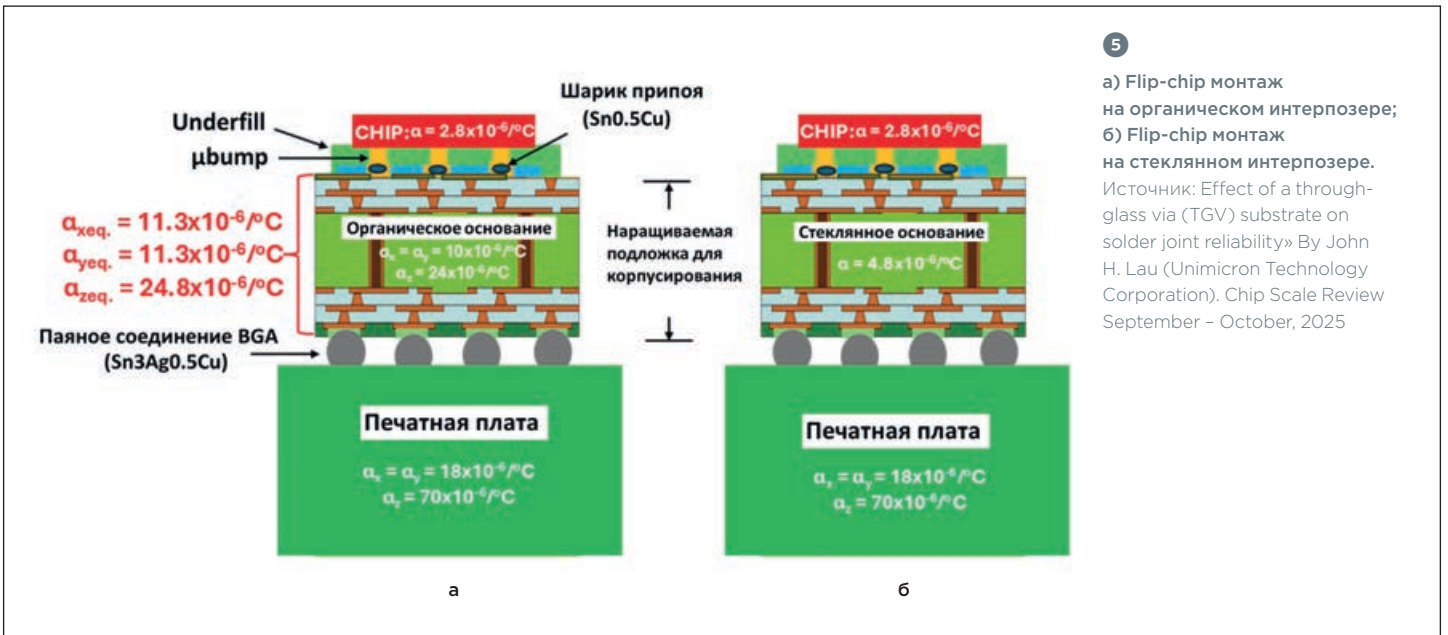 5
а) Flip-chip монтаж
на органическом интерпозере;
б) Flip-chip монтаж
на стеклянном интерпозере.
Источник: Effect of a through-
glass via (TGV) substrate on
solder joint reliability» By John
H. Lau (Unimicron Technology
Corporation). Chip Scale Review
September – October, 2025
Шарик припоя
(Sn0.5Cu)
Underfill
µbump
CHIP:α = 2.8x10⁻⁶/°C
αxeq. = 11.3x10⁻⁶/°C
αyeq. = 11.3x10⁻⁶/°C
αzeq. = 24.8x10⁻⁶/°C
Органическое основание
αx = αy = 10x10⁻⁶/°C
αz = 24x10⁻⁶/°C
Наращиваемая
подложка для
корпусирования
Паяное соединение BGA
(Sn3Ag0.5Cu)
Печатная плата
αx = αy = 18x10⁻⁶/°C
αz = 70x10⁻⁶/°C
а
CHIP:α = 2.8x10⁻⁶/°C
Стеклянное основание
α = 4.8x10⁻⁶/°C
Печатная плата
αx = αy = 18x10⁻⁶/°C
αz = 70x10⁻⁶/°C
б